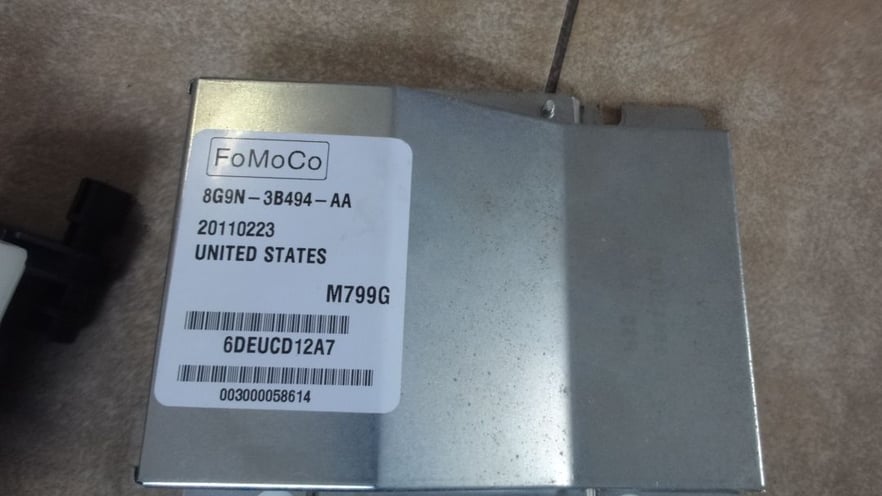 FoMoCo
8G9N-3B494-AA
20110223
UNITED STATES
M799G
6DEUCD12A7
003000058614